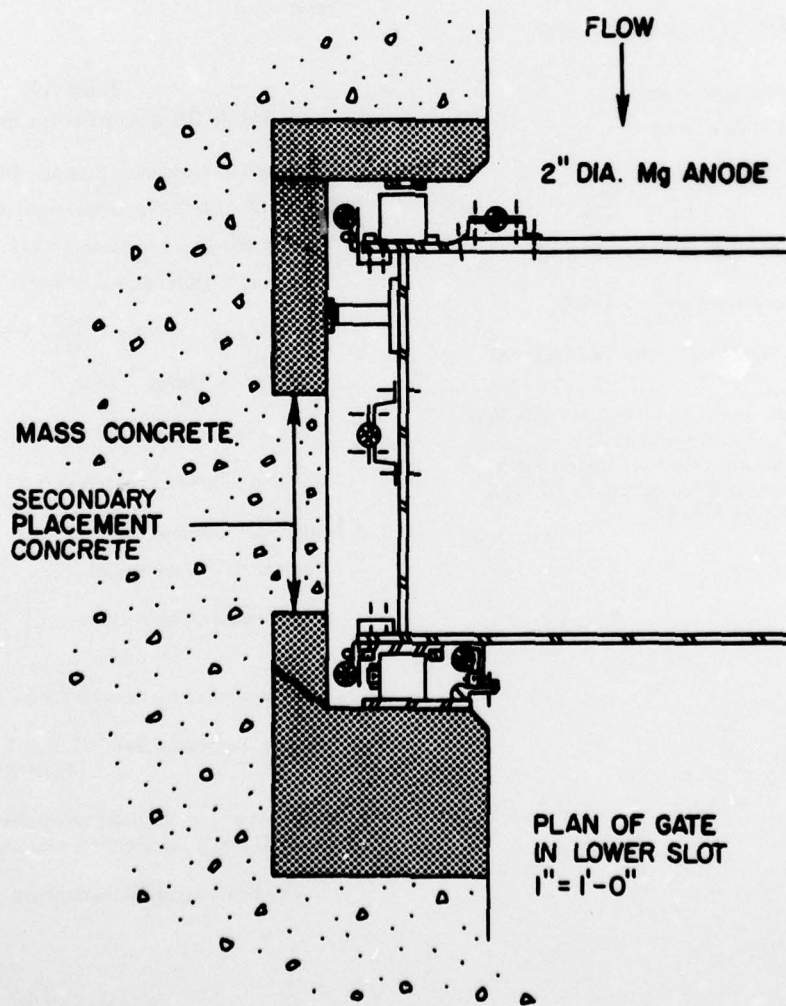 FLOW
2" DIA. Mg ANODE
MASS CONCRETE
SECONDARY
PLACEMENT
CONCRETE
PLAN OF GATE
IN LOWER SLOT
1" = 1'-0"